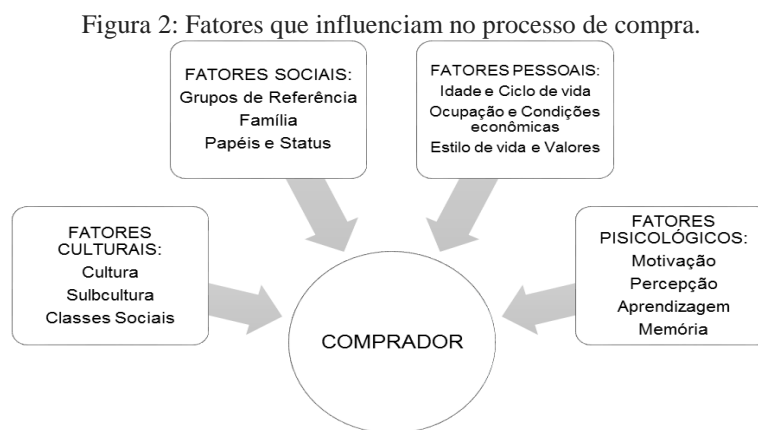 Figura 2: Fatores que influenciam no processo de compra.
FATORES SOCIAIS:
Grupos de Referência
Família
Papéis e Status
FATORES PESSOAIS:
Idade e Ciclo de vida
Ocupação e Condições
econômicas
Estilo de vida e Valores
FATORES
CULTURAIS:
Cultura
Sulbcultura
Classes Sociais
FATORES
PISICOLÓGICOS:
Motivação
Percepção
Aprendizagem
Memória
COMPRADOR